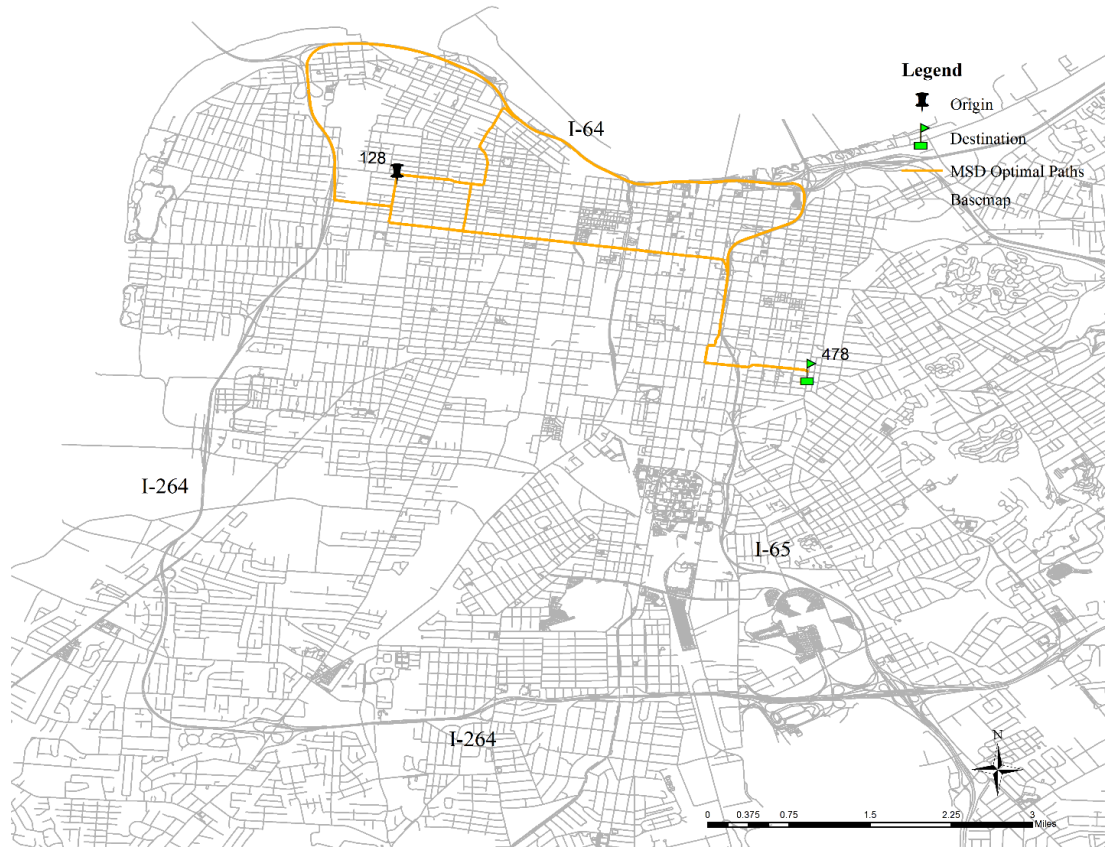 Legend
Origin
Destination
MSD Optimal Paths
Basemap
I-64
128
478
I-264
I-65
I-264
N
0 0.375 0.75 1.5 2.25 3
Miles